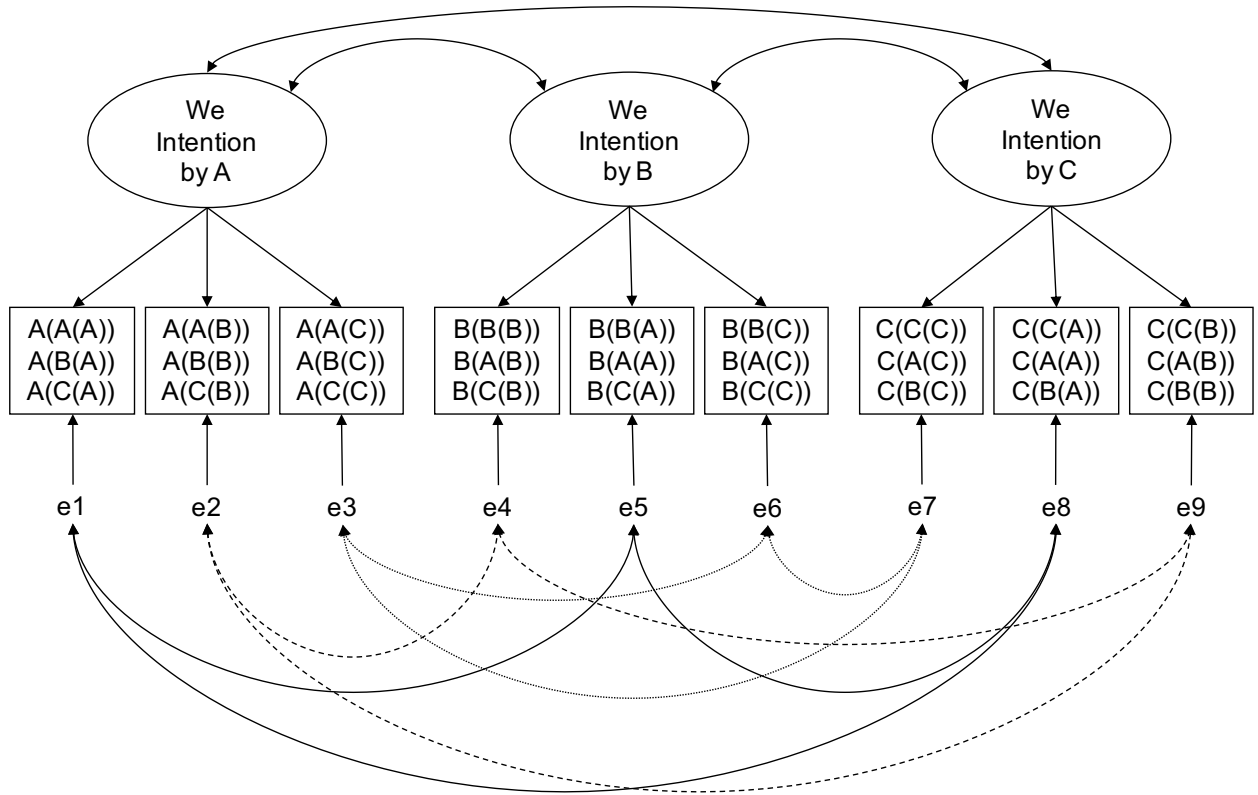 We
Intention
by A
We
Intention
by B
We
Intention
by C
A(A(A))
A(B(A))
A(C(A))
A(A(B))
A(B(B))
A(C(B))
A(A(C))
A(B(C))
A(C(C))
B(B(B))
B(A(B))
B(C(B))
B(B(A))
B(A(A))
B(C(A))
B(B(C))
B(A(C))
B(C(C))
C(C(C))
C(A(C))
C(B(C))
C(C(A))
C(A(A))
C(B(A))
C(C(B))
C(A(B))
C(B(B))
e1
e2
e3
e4
e5
e6
e7
e8
e9